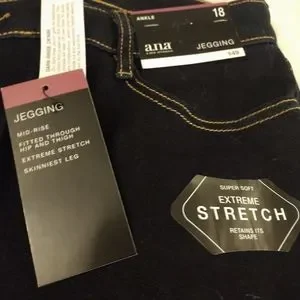 ANKLE
18
a.n.a
JEGGING
JEGGING
MID-RISE
FITTED THROUGH
HIP AND THIGH
EXTREME STRETCH
SKINNIEST LEG
SUPER SOFT
EXTREME
STRETCH
RETAINS ITS
SHAPE